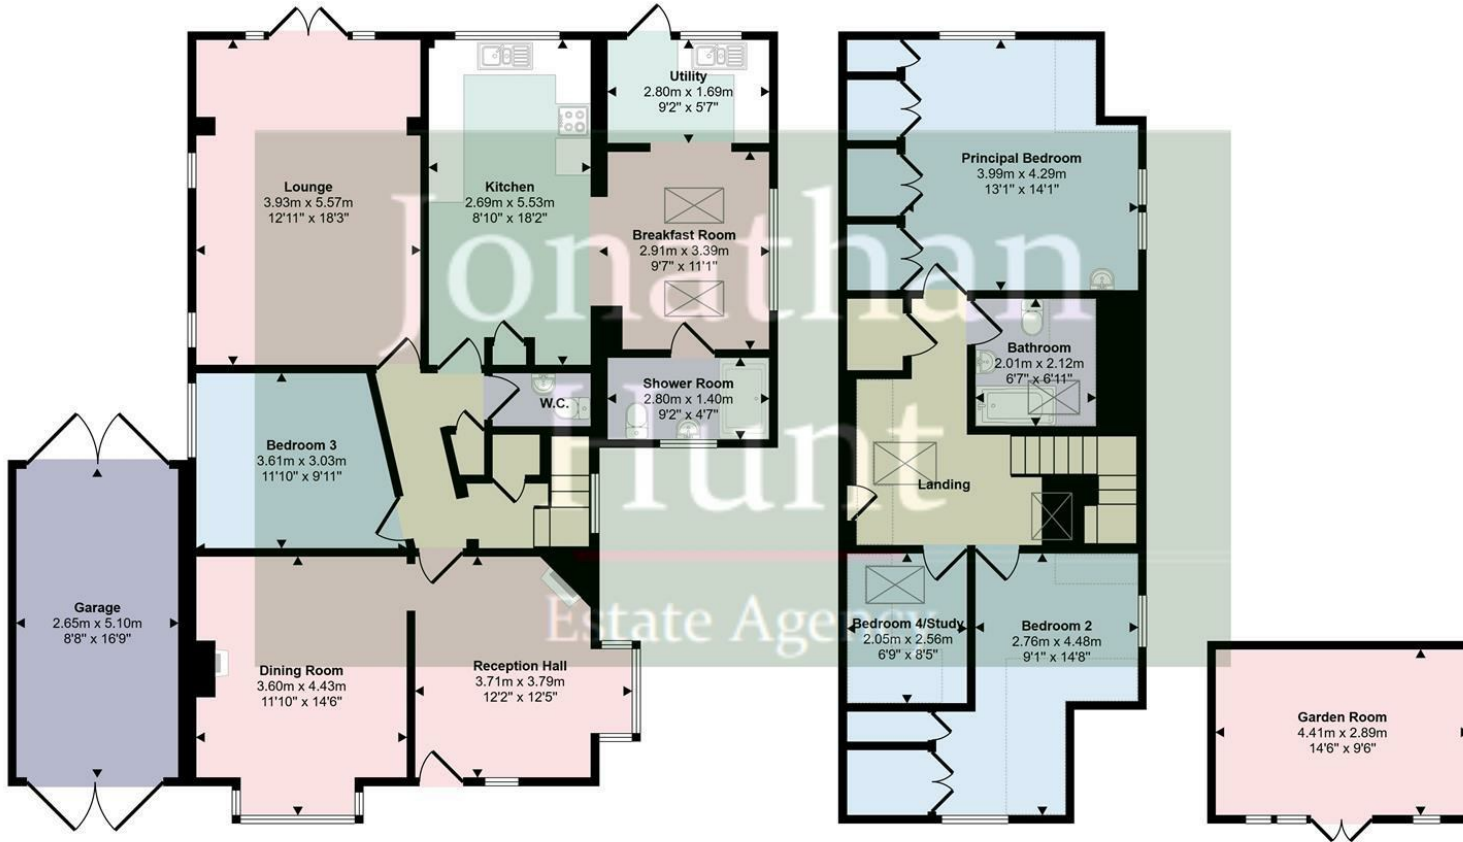 Lounge
3.93m x 5.57m
12'11" x 18'3"
Kitchen
2.69m x 5.53m
8'10" x 18'2"
Utility
2.80m x 1.69m
9'2" x 5'7"
Breakfast Room
2.91m x 3.39m
9'7" x 11'1"
Shower Room
2.80m x 1.40m
9'2" x 4'7"
W.C.
Bedroom 3
3.61m x 3.03m
11'10" x 9'11"
Garage
2.65m x 5.10m
8'8" x 16'9"
Dining Room
3.60m x 4.43m
11'10" x 14'6"
Reception Hall
3.71m x 3.79m
12'2" x 12'5"
Principal Bedroom
3.99m x 4.29m
13'1" x 14'1"
Bathroom
2.01m x 2.12m
6'7" x 6'11"
Landing
Bedroom 4/Study
2.05m x 2.56m
6'9" x 8'5"
Bedroom 2
2.76m x 4.48m
9'1" x 14'8"
Garden Room
4.41m x 2.89m
14'6" x 9'6"
Jonathan
Hunt
Estate Agency